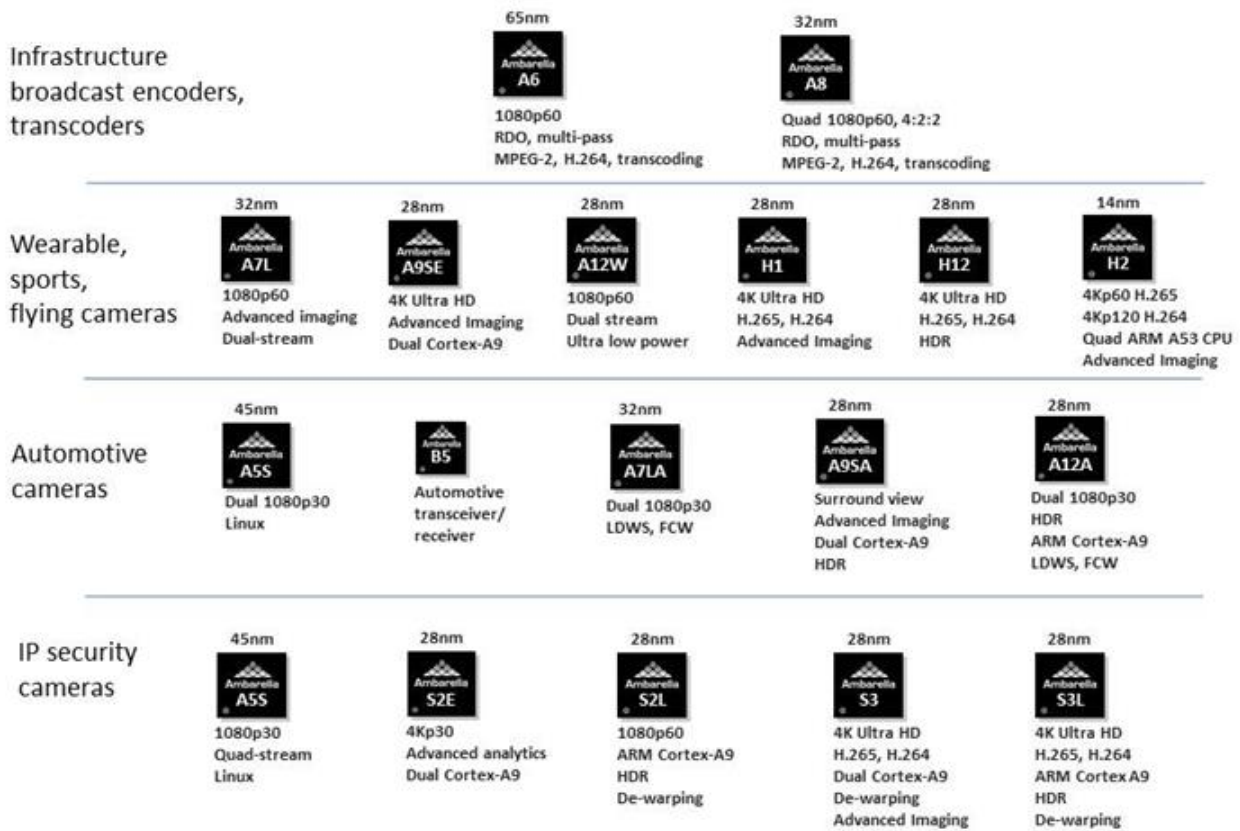 Infrastructure
broadcast encoders,
transcoders
65nm
Ambarella
A6
1080p60
RDO, multi-pass
MPEG-2, H.264, transcoding
32nm
Ambarella
A8
Quad 1080p60, 4:2:2
RDO, multi-pass
MPEG-2, H.264, transcoding
Wearable,
sports,
flying cameras
32nm
Ambarella
A7L
1080p60
Advanced imaging
Dual-stream
28nm
Ambarella
A9SE
4K Ultra HD
Advanced Imaging
Dual Cortex-A9
28nm
Ambarella
A12W
1080p60
Dual stream
Ultra low power
28nm
Ambarella
H1
4K Ultra HD
H.265, H.264
Advanced Imaging
28nm
Ambarella
H12
4K Ultra HD
H.265, H.264
HDR
14nm
Ambarella
H2
4Kp60 H.265
4Kp120 H.264
Quad ARM A53 CPU
Advanced Imaging
Automotive
cameras
45nm
Ambarella
A5S
Dual 1080p30
Linux
Ambarella
B5
Automotive
transceiver/
receiver
32nm
Ambarella
A7LA
Dual 1080p30
LDWS, FCW
28nm
Ambarella
A9SA
Surround view
Advanced Imaging
Dual Cortex-A9
HDR
28nm
Ambarella
A12A
Dual 1080p30
HDR
ARM Cortex-A9
LDWS, FCW
IP security
cameras
45nm
Ambarella
A5S
1080p30
Quad-stream
Linux
28nm
Ambarella
S2E
4Kp30
Advanced analytics
Dual Cortex-A9
28nm
Ambarella
S2L
1080p60
ARM Cortex-A9
HDR
De-warping
28nm
Ambarella
S3
4K Ultra HD
H.265, H.264
Dual Cortex-A9
De-warping
Advanced Imaging
28nm
Ambarella
S3L
4K Ultra HD
H.265, H.264
ARM Cortex A9
HDR
De-warping